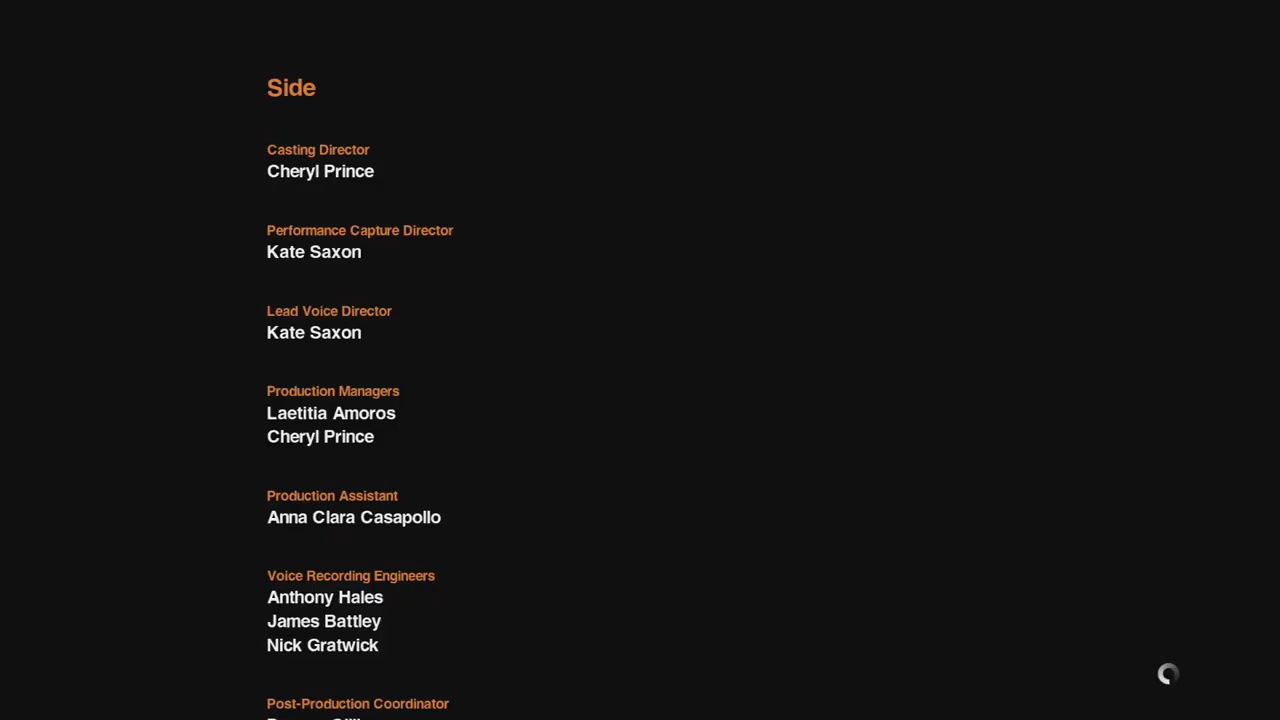 Side
Casting Director
Cheryl Prince
Performance Capture Director
Kate Saxon
Lead Voice Director
Kate Saxon
Production Managers
Laetitia Amoros
Cheryl Prince
Production Assistant
Anna Clara Casapollo
Voice Recording Engineers
Anthony Hales
James Battley
Nick Gratwick
Post-Production Coordinator